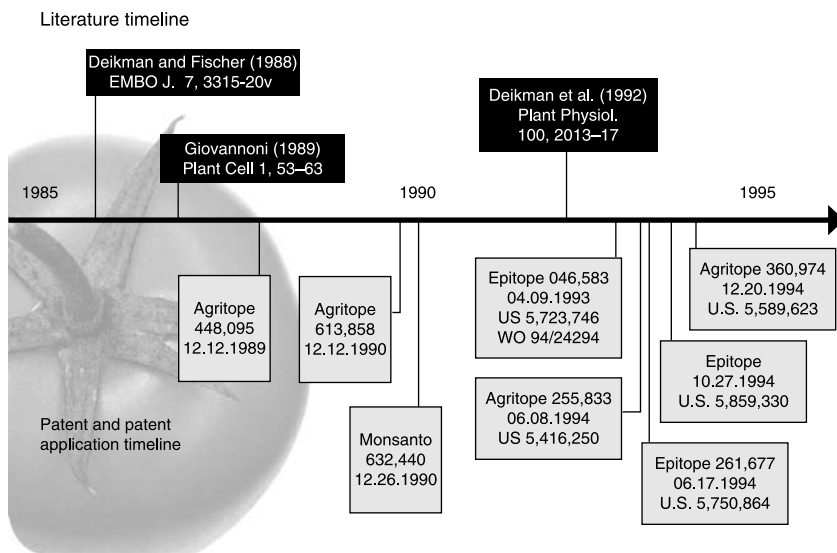 Literature timeline
Deikman and Fischer (1988)
EMBO J. 7, 3315-20v
Giovannoni (1989)
Plant Cell 1, 53–63
Deikman et al. (1992)
Plant Physiol.
100, 2013–17
1985
1990
1995
Agritope
448,095
12.12.1989
Agritope
613,858
12.12.1990
Monsanto
632,440
12.26.1990
Epitope 046,583
04.09.1993
US 5,723,746
WO 94/24294
Agritope 255,833
06.08.1994
US 5,416,250
Agritope 360,974
12.20.1994
U.S. 5,589,623
Epitope
10.27.1994
U.S. 5,859,330
Epitope 261,677
06.17.1994
U.S. 5,750,864
Patent and patent
application timeline